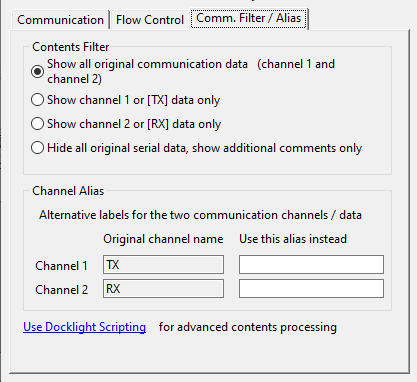 Communication Flow Control Comm. Filter / Alias
Contents Filter
Show all original communication data (channel 1 and
channel 2)
Show channel 1 or [TX] data only
Show channel 2 or [RX] data only
Hide all original serial data, show additional comments only
Channel Alias
Alternative labels for the two communication channels / data
Original channel name Use this alias instead
Channel 1 TX
Channel 2 RX
Use Docklight Scripting for advanced contents processing